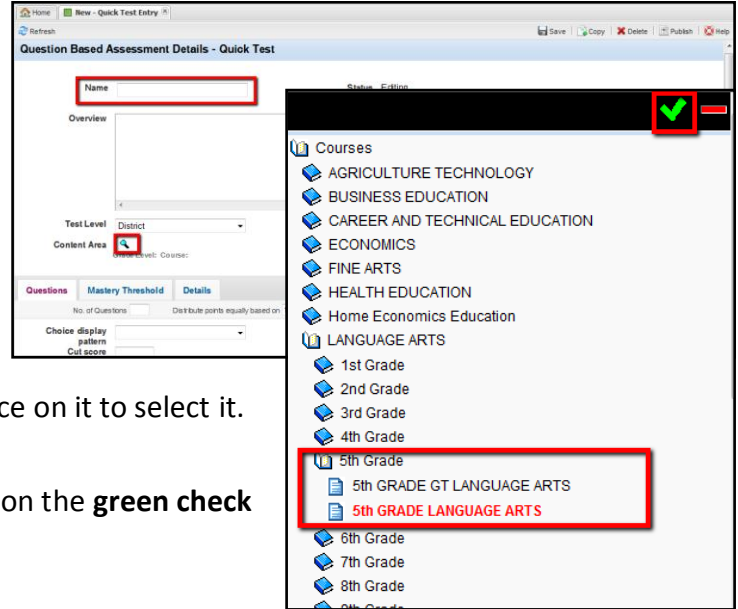 Home New - Quick Test Entry
Refresh Save Copy Delete Publish Help
Question Based Assessment Details - Quick Test
Name
Status Editing
Overview
Test Level District
Content Area
Level: Course:
Questions Mastery Threshold Details
No. of Questions Distribute points equally based on
Choice display
pattern
Cut score
Courses
AGRICULTURE TECHNOLOGY
BUSINESS EDUCATION
CAREER AND TECHNICAL EDUCATION
ECONOMICS
FINE ARTS
HEALTH EDUCATION
Home Economics Education
LANGUAGE ARTS
1st Grade
2nd Grade
3rd Grade
4th Grade
5th Grade
5th GRADE GT LANGUAGE ARTS
5th GRADE LANGUAGE ARTS
6th Grade
7th Grade
8th Grade
ce on it to select it.
on the green check